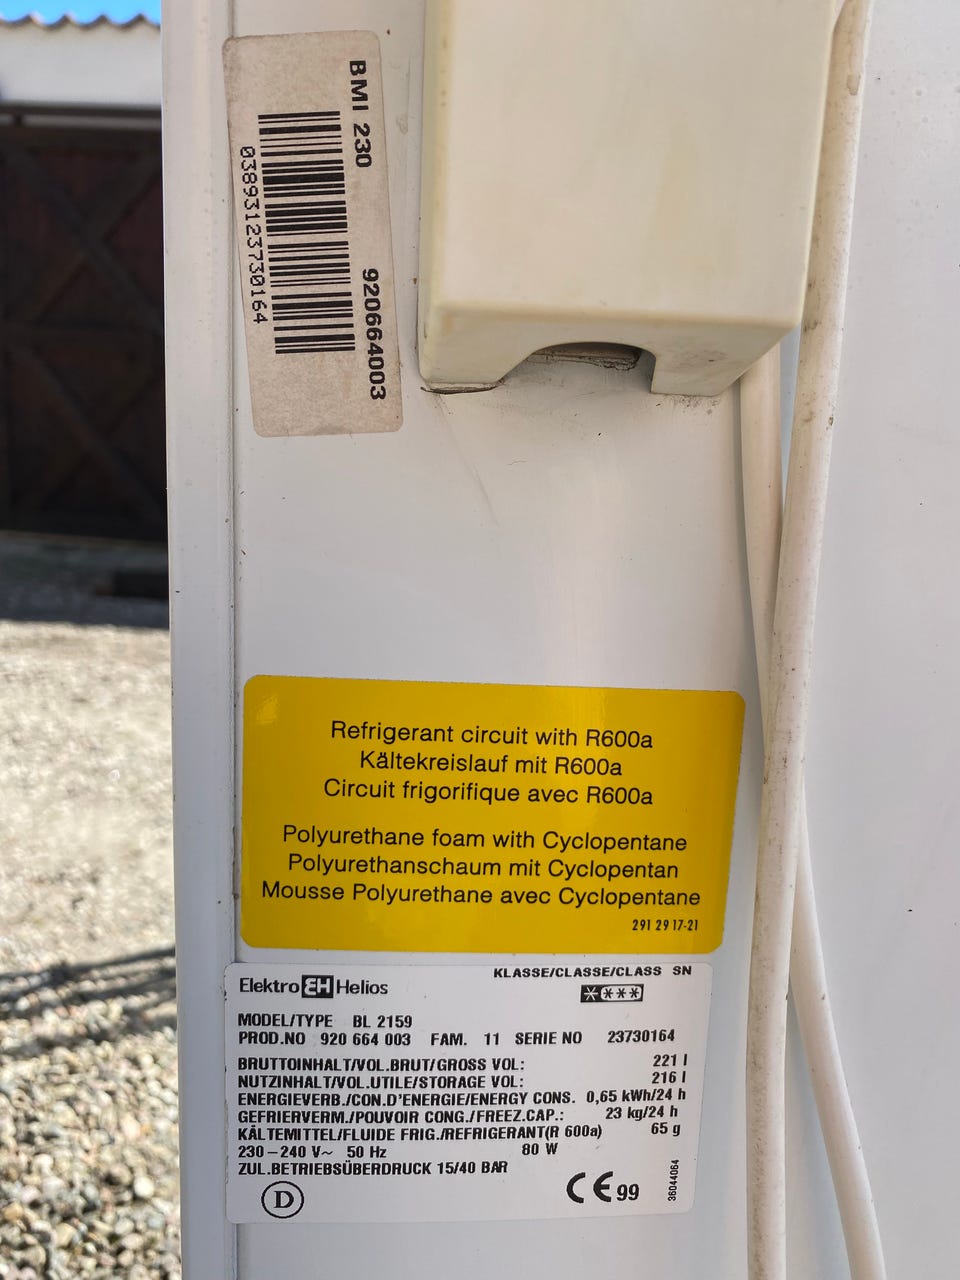 BMI 230
920664003
03893123730164
Refrigerant circuit with R600a
Kältekreislauf mit R600a
Circuit frigorifique avec R600a
Polyurethane foam with Cyclopentane
Polyurethanschaum mit Cyclopentan
Mousse Polyurethane avec Cyclopentane
291 29 17-21
KLASSE/CLASSE/CLASS SN
Elektro EH Helios
MODEL/TYPE BL 2159
PROD.NO 920 664 003 FAM. 11 SERIE NO 23730164
BRUTTOINHALT/VOL.BRUT/GROSS VOL: 221 l
NUTZINHALT/VOL.UTILE/STORAGE VOL: 216 l
ENERGIEVERB./CON.D'ENERGIE/ENERGY CONS. 0,65 kWh/24 h
GEFRIERVERM./POUVOIR CONG./FREEZ.CAP.: 23 kg/24 h
KÄLTEMITTEL/FLUIDE FRIG./REFRIGERANT(R 600a) 65 g
230-240 V~ 50 Hz 80 W
ZUL.BETRIEBSÜBERDRUCK 15/40 BAR
D
CE 99
36044064